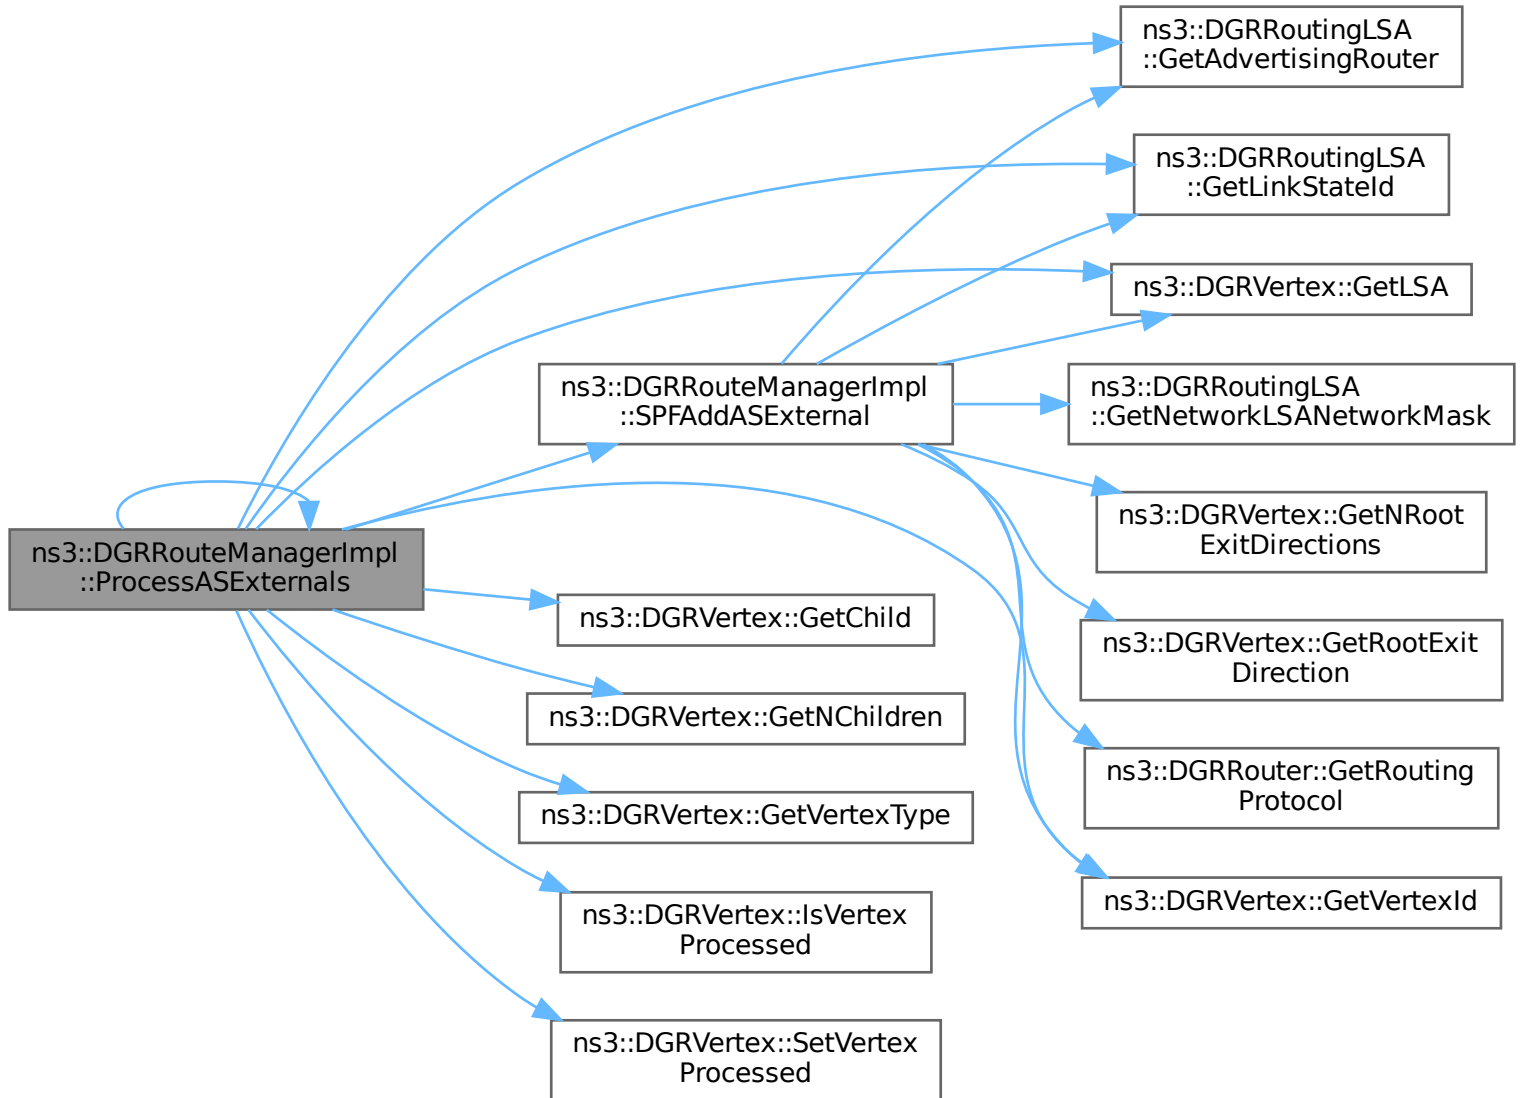 ns3::DGRRoutingLSA
::GetAdvertisingRouter
ns3::DGRRoutingLSA
::GetLinkStateId
ns3::DGRVertex::GetLSA
ns3::DGRRouteManagerImpl
::SPFAddASExternal
ns3::DGRRoutingLSA
::GetNetworkLSANetworkMask
ns3::DGRVertex::GetNRoot
ExitDirections
ns3::DGRRouteManagerImpl
::ProcessASExternals
ns3::DGRVertex::GetChild
ns3::DGRVertex::GetRootExit
Direction
ns3::DGRVertex::GetNChildren
ns3::DGRRouter::GetRouting
Protocol
ns3::DGRVertex::GetVertexType
ns3::DGRVertex::GetVertexId
ns3::DGRVertex::IsVertex
Processed
ns3::DGRVertex::SetVertex
Processed